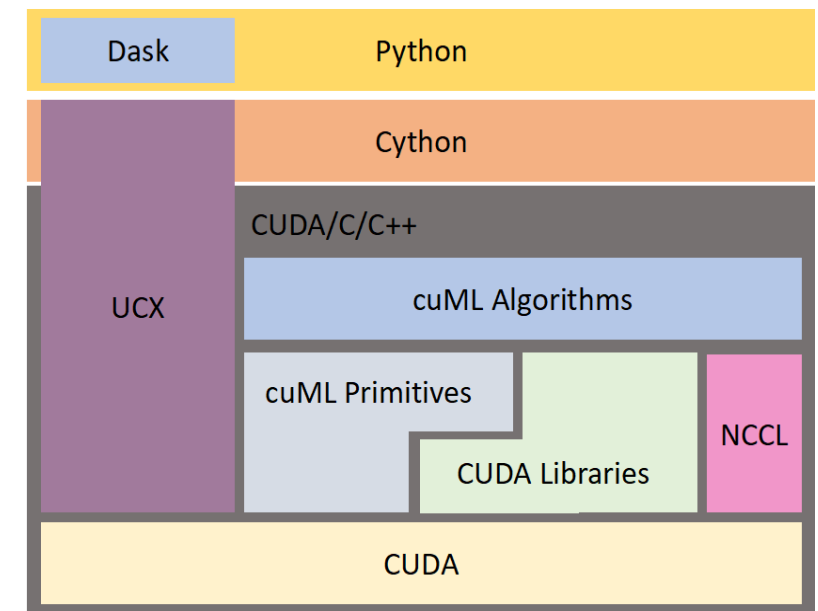 Dask
Python
Cython
CUDA/C/C++
UCX
cuML Algorithms
cuML Primitives
NCCL
CUDA Libraries
CUDA